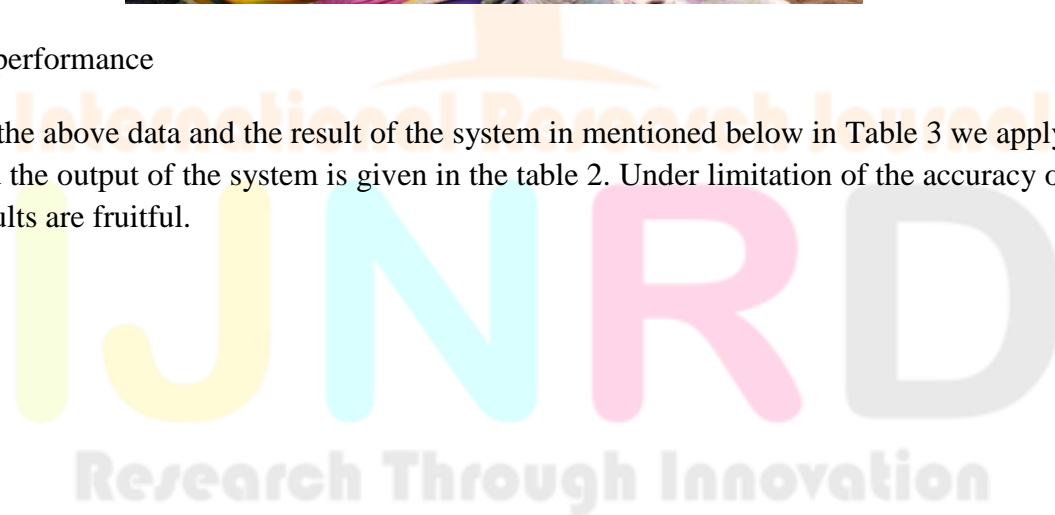 performance
International Research Journal
the above data and the result of the system in mentioned below in Table 3 we apply
the output of the system is given in the table 2. Under limitation of the accuracy
ults are fruitful.
IJNRD
Research Through Innovation